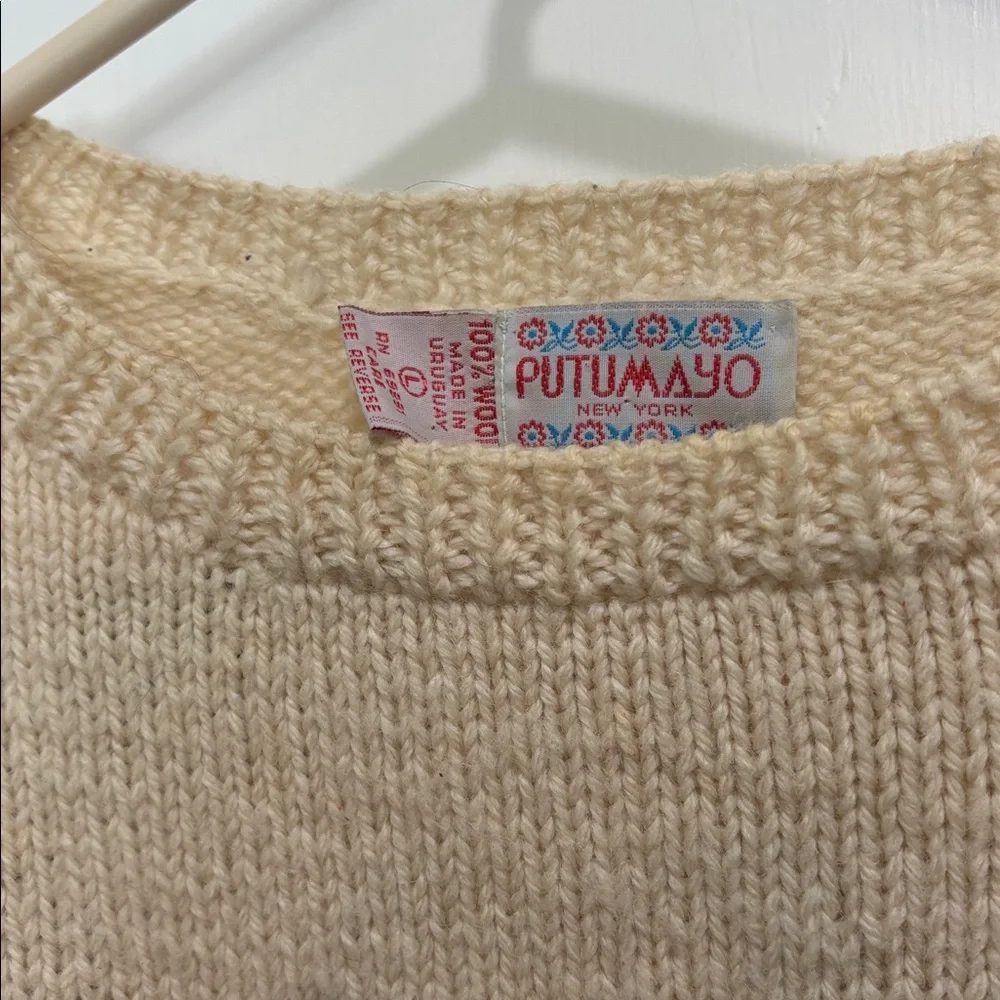 PUTUMAYO
NEW YORK
100% WOOL
MADE IN
URUGUAY
L
RN
CARE
SEE REVERSE